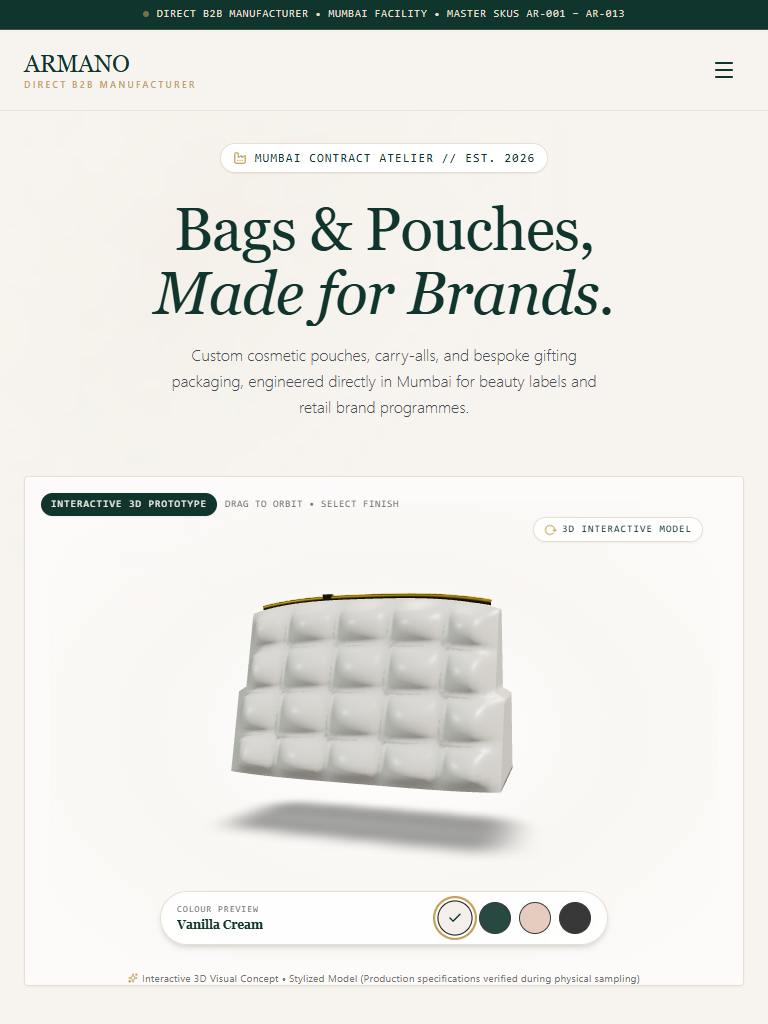 DIRECT B2B MANUFACTURER • MUMBAI FACILITY • MASTER SKUS AR-001 – AR-013
ARMANO
DIRECT B2B MANUFACTURER
MUMBAI CONTRACT ATELIER // EST. 2026
Bags & Pouches,
Made for Brands.
Custom cosmetic pouches, carry-alls, and bespoke gifting
packaging, engineered directly in Mumbai for beauty labels and
retail brand programmes.
INTERACTIVE 3D PROTOTYPE DRAG TO ORBIT • SELECT FINISH
3D INTERACTIVE MODEL
COLOUR PREVIEW
Vanilla Cream
Interactive 3D Visual Concept • Stylized Model (Production specifications verified during physical sampling)